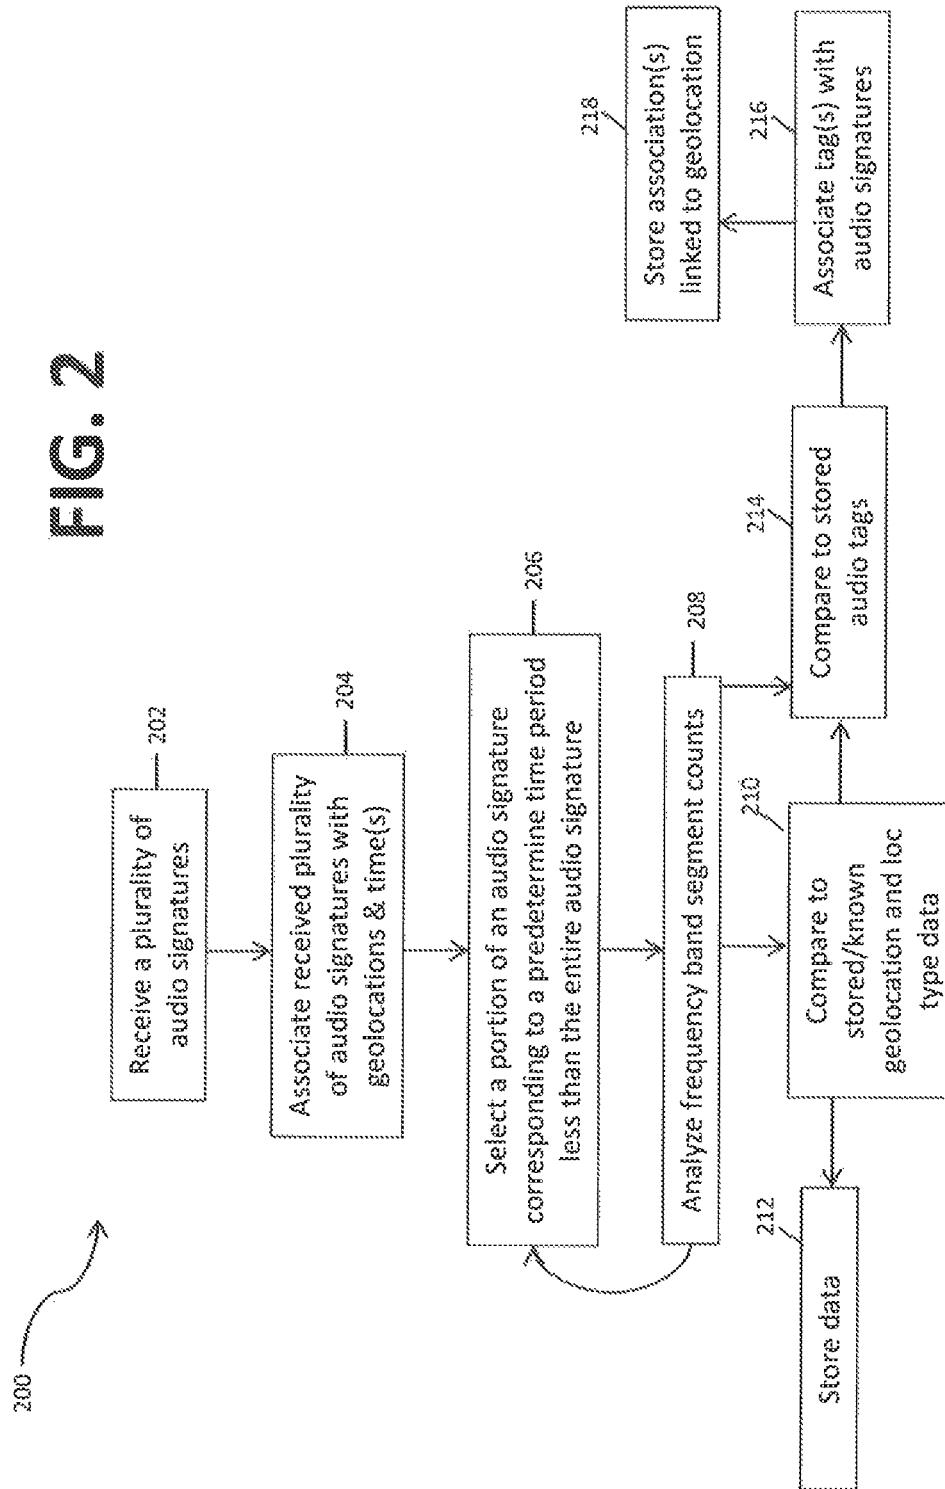 FIG. 2
200
202
Receive a plurality of
audio signatures
204
Associate received plurality
of audio signatures with
geolocations & time(s)
206
Select a portion of an audio signature
corresponding to a predetermine time period
less than the entire audio signature
208
Analyze frequency band segment counts
210
Compare to
stored/known
geolocation and loc
type data
212
Store data
214
Compare to stored
audio tags
216
Associate tag(s) with
audio signatures
218
Store association(s)
linked to geolocation